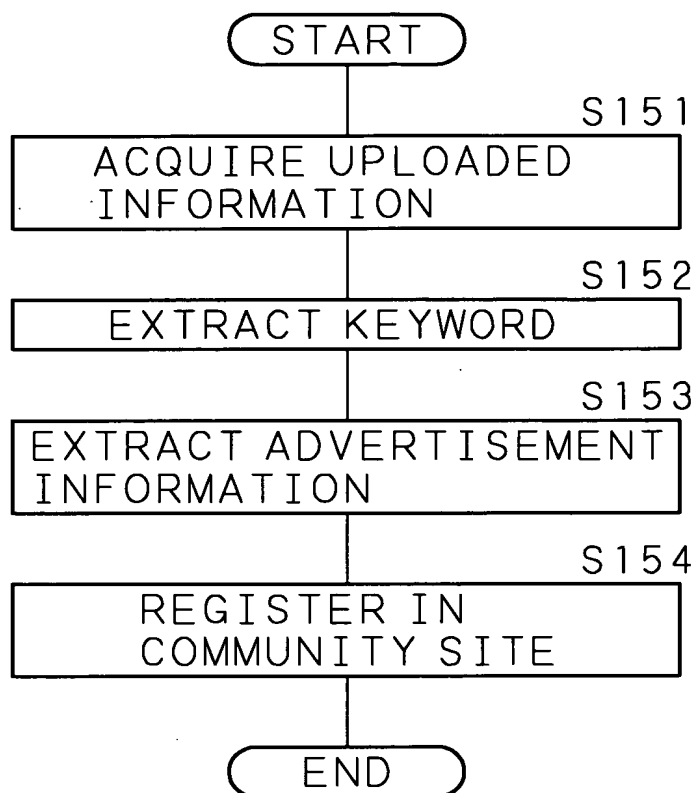 START
S151
ACQUIRE UPLOADED
INFORMATION
S152
EXTRACT KEYWORD
S153
EXTRACT ADVERTISEMENT
INFORMATION
S154
REGISTER IN
COMMUNITY SITE
END